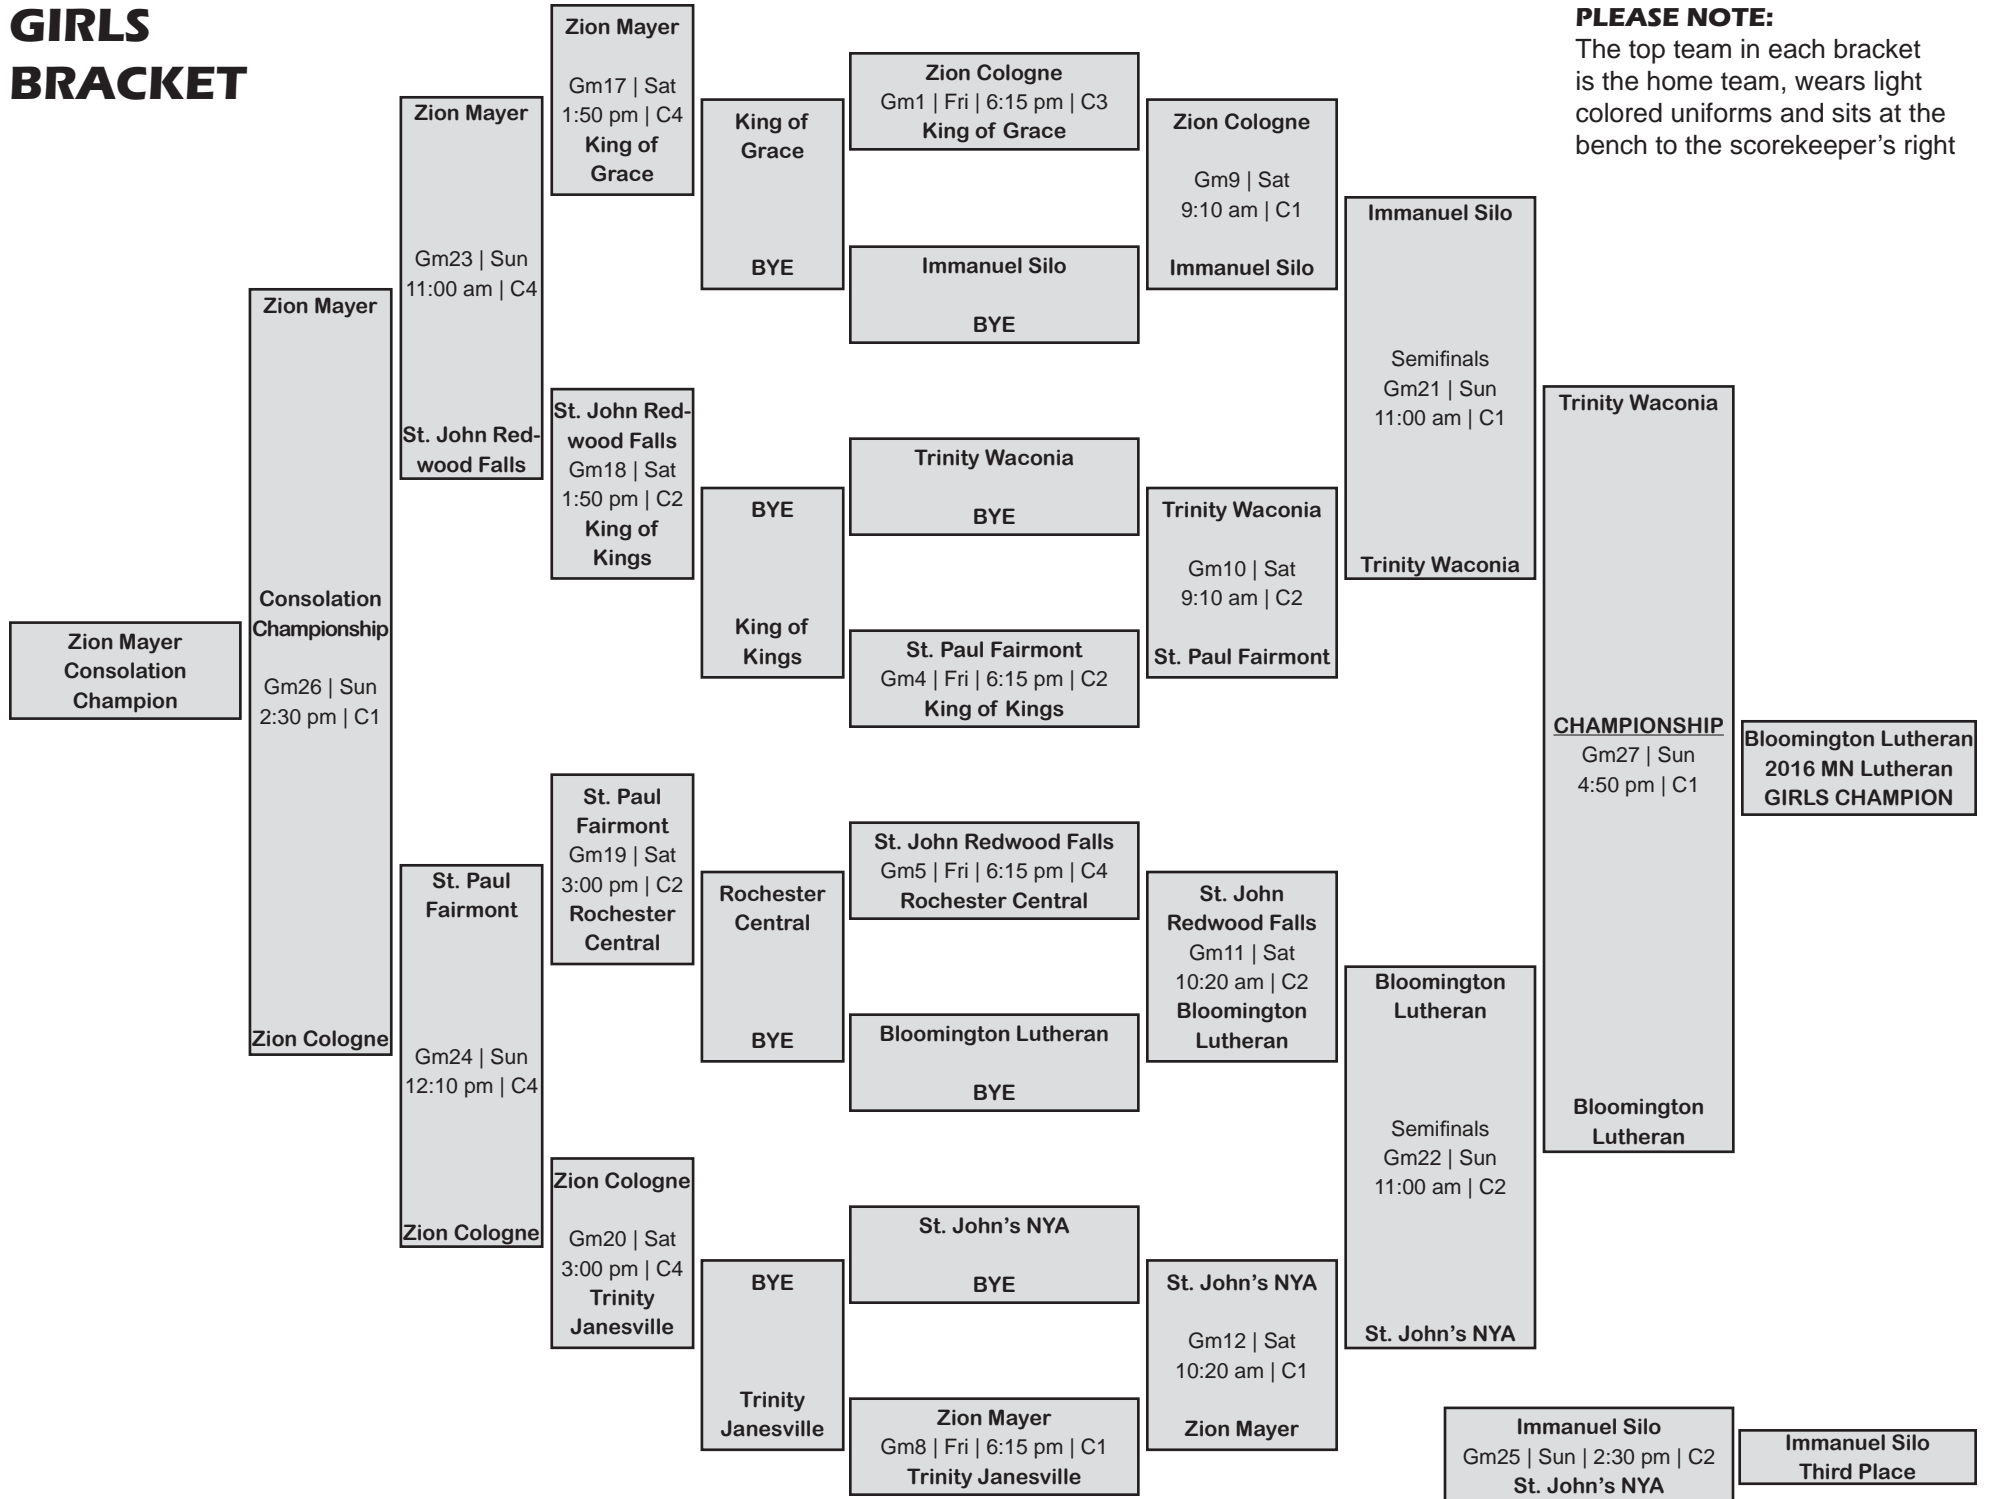 GIRLS
BRACKET
PLEASE NOTE:
The top team in each bracket
is the home team, wears light
colored uniforms and sits at the
bench to the scorekeeper's right
Zion Mayer
Consolation
Champion
Zion Mayer
Consolation
Championship
Gm26 | Sun
2:30 pm | C1
Zion Cologne
Zion Mayer
Gm23 | Sun
11:00 am | C4
St. John Red-
wood Falls
St. Paul
Fairmont
Gm24 | Sun
12:10 pm | C4
Zion Cologne
Zion Mayer
Gm17 | Sat
1:50 pm | C4
King of
Grace
St. John Red-
wood Falls
Gm18 | Sat
1:50 pm | C2
King of
Kings
St. Paul
Fairmont
Gm19 | Sat
3:00 pm | C2
Rochester
Central
Zion Cologne
Gm20 | Sat
3:00 pm | C4
Trinity
Janesville
King of
Grace
BYE
BYE
King of
Kings
Rochester
Central
BYE
BYE
Trinity
Janesville
Zion Cologne
Gm1 | Fri | 6:15 pm | C3
King of Grace
Immanuel Silo
BYE
Trinity Waconia
BYE
St. Paul Fairmont
Gm4 | Fri | 6:15 pm | C2
King of Kings
St. John Redwood Falls
Gm5 | Fri | 6:15 pm | C4
Rochester Central
Bloomington Lutheran
BYE
St. John's NYA
BYE
Zion Mayer
Gm8 | Fri | 6:15 pm | C1
Trinity Janesville
Zion Cologne
Gm9 | Sat
9:10 am | C1
Immanuel Silo
Trinity Waconia
Gm10 | Sat
9:10 am | C2
St. Paul Fairmont
St. John
Redwood Falls
Gm11 | Sat
10:20 am | C2
Bloomington
Lutheran
St. John's NYA
Gm12 | Sat
10:20 am | C1
Zion Mayer
Immanuel Silo
Semifinals
Gm21 | Sun
11:00 am | C1
Trinity Waconia
Bloomington
Lutheran
Semifinals
Gm22 | Sun
11:00 am | C2
St. John's NYA
Trinity Waconia
CHAMPIONSHIP
Gm27 | Sun
4:50 pm | C1
Bloomington
Lutheran
Bloomington Lutheran
2016 MN Lutheran
GIRLS CHAMPION
Immanuel Silo
Gm25 | Sun | 2:30 pm | C2
St. John's NYA
Immanuel Silo
Third Place